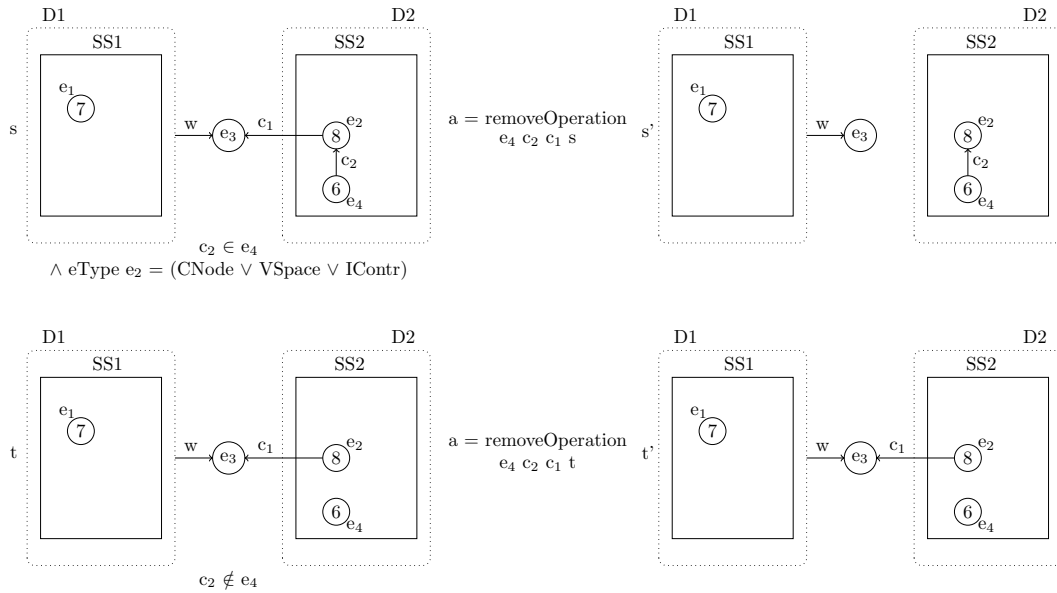 D1
D2
D1
D2
SS1
SS2
SS1
SS2
e1
7
e1
7
s
w
e3
c1
8
e2
a = removeOperation
e4 c2 c1 s
s'
w
e3
8
e2
c2
c2
6
e4
6
e4
c2 ∈ e4
∧ eType e2 = (CNode ∨ VSpace ∨ IContr)
D1
D2
D1
D2
SS1
SS2
SS1
SS2
e1
7
e1
7
t
w
e3
c1
8
e2
a = removeOperation
e4 c2 c1 t
t'
w
e3
c1
8
e2
6
e4
6
e4
c2 ∉ e4